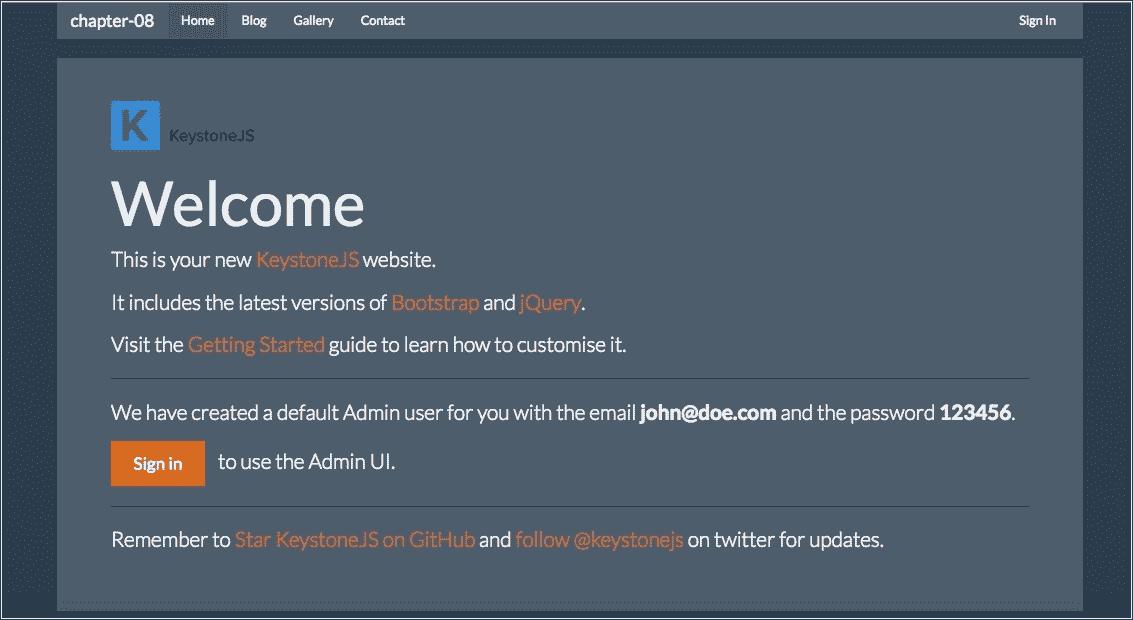 chapter-08 Home Blog Gallery Contact Sign In
K KeystoneJS
Welcome
This is your new KeystoneJS website.
It includes the latest versions of Bootstrap and jQuery.
Visit the Getting Started guide to learn how to customise it.
We have created a default Admin user for you with the email john@doe.com and the password 123456.
Sign in to use the Admin UI.
Remember to Star KeystoneJS on GitHub and follow @keystonejs on twitter for updates.